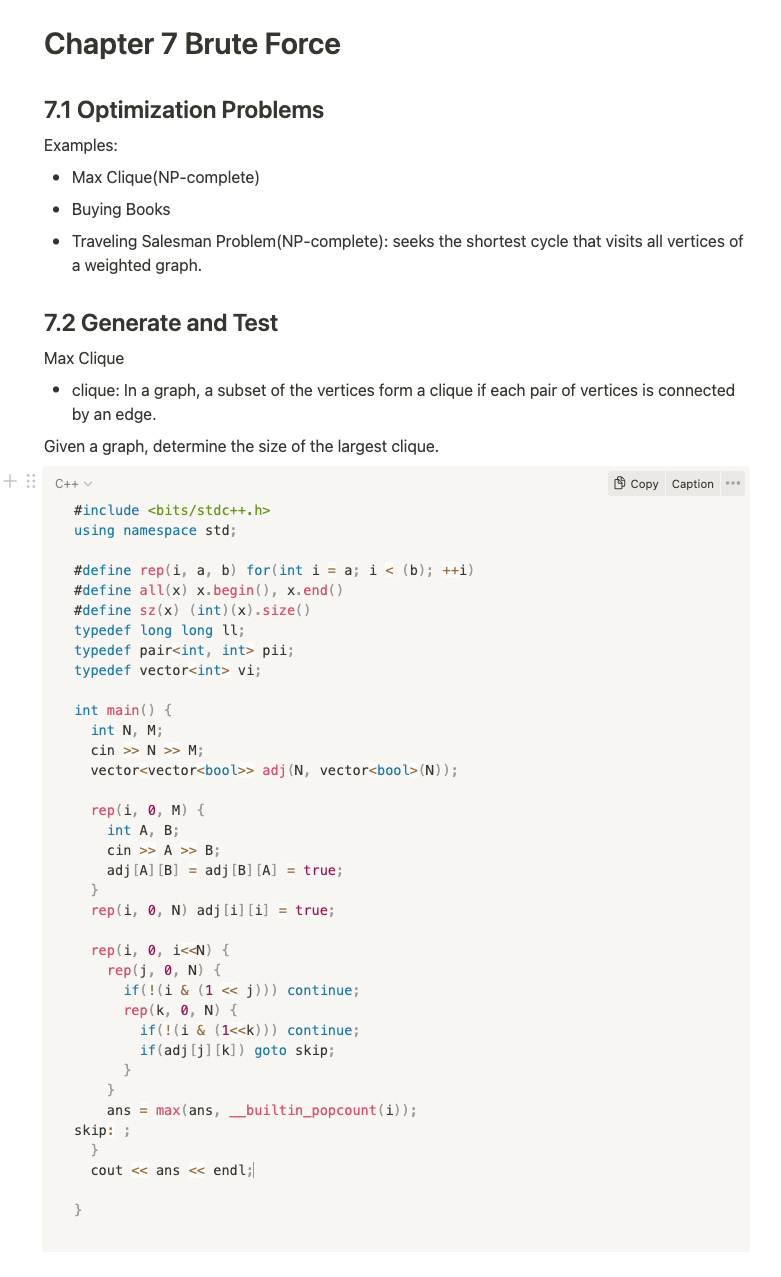 Chapter 7 Brute Force
7.1 Optimization Problems
Examples:
• Max Clique(NP-complete)
• Buying Books
• Traveling Salesman Problem(NP-complete): seeks the shortest cycle that visits all vertices of
a weighted graph.
7.2 Generate and Test
Max Clique
• clique: In a graph, a subset of the vertices form a clique if each pair of vertices is connected
by an edge.
Given a graph, determine the size of the largest clique.
C++ Copy Caption
#include <bits/stdc++.h>
using namespace std;

#define rep(i, a, b) for(int i = a; i < (b); ++i)
#define all(x) x.begin(), x.end()
#define sz(x) (int)(x).size()
typedef long long ll;
typedef pair<int, int> pii;
typedef vector<int> vi;

int main() {
  int N, M;
  cin >> N >> M;
  vector<vector<bool>> adj(N, vector<bool>(N));

  rep(i, 0, M) {
    int A, B;
    cin >> A >> B;
    adj[A][B] = adj[B][A] = true;
  }
  rep(i, 0, N) adj[i][i] = true;

  rep(i, 0, i<<N) {
    rep(j, 0, N) {
      if(!(i & (1 << j))) continue;
      rep(k, 0, N) {
        if(!(i & (1<<k))) continue;
        if(adj[j][k]) goto skip;
      }
    }
    ans = max(ans, __builtin_popcount(i));
skip: ;
  }
  cout << ans << endl;

}